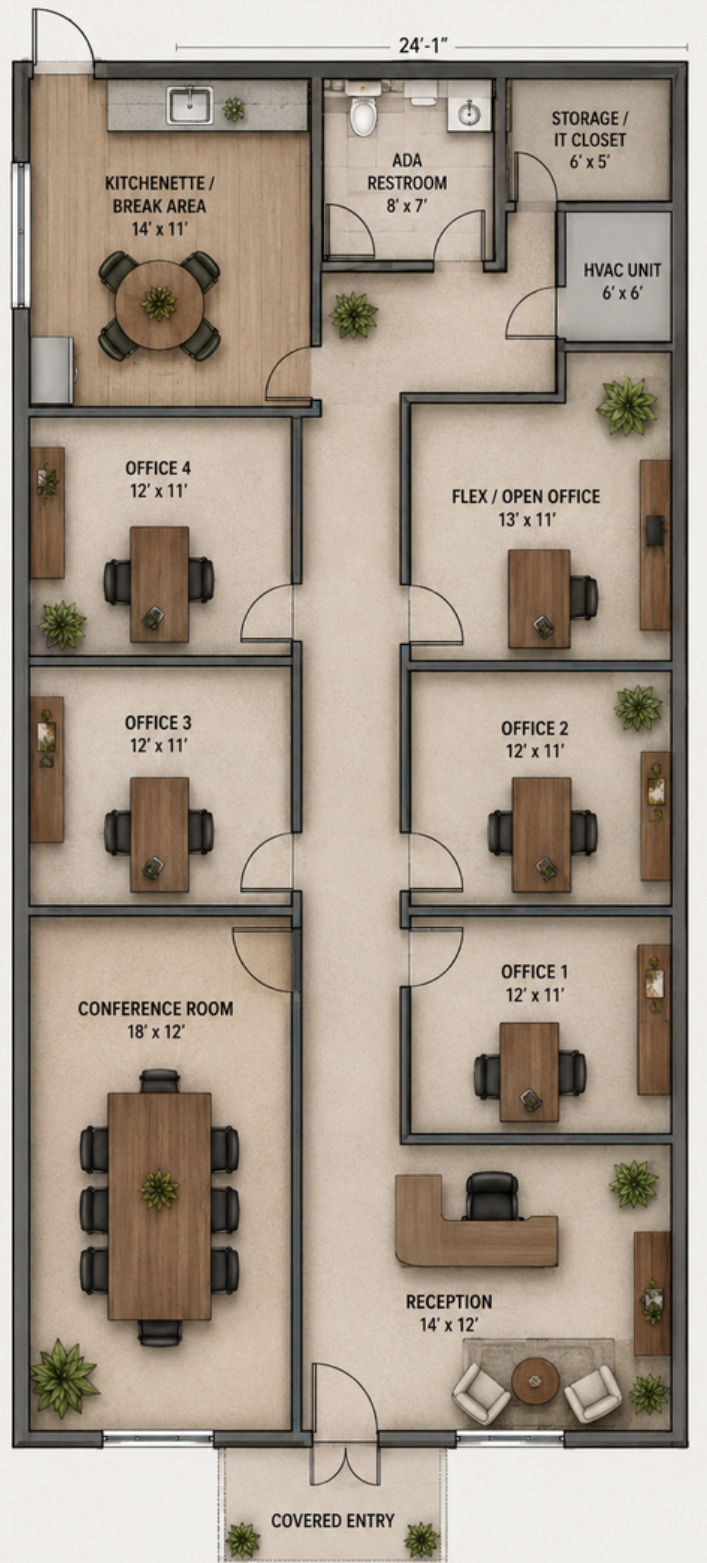 24'-1"
KITCHENETTE /
BREAK AREA
14' x 11'
ADA
RESTROOM
8' x 7'
STORAGE /
IT CLOSET
6' x 5'
HVAC UNIT
6' x 6'
OFFICE 4
12' x 11'
FLEX / OPEN OFFICE
13' x 11'
OFFICE 3
12' x 11'
OFFICE 2
12' x 11'
CONFERENCE ROOM
18' x 12'
OFFICE 1
12' x 11'
RECEPTION
14' x 12'
COVERED ENTRY